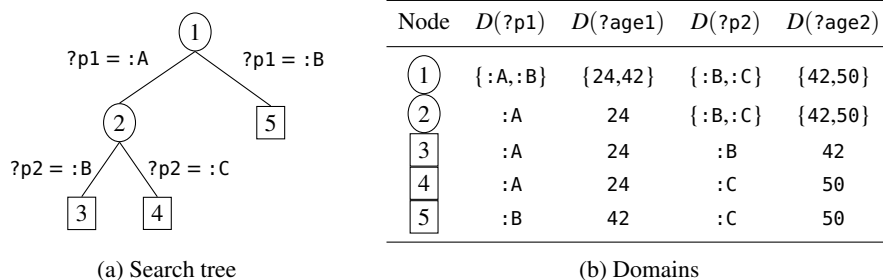 1
?p1 = :A
?p1 = :B
2
5
?p2 = :B
?p2 = :C
3
4
(a) Search tree
Node D(?p1) D(?age1) D(?p2) D(?age2)
1 {:A,:B} {24,42} {:B,:C} {42,50}
2 :A 24 {:B,:C} {42,50}
3 :A 24 :B 42
4 :A 24 :C 50
5 :B 42 :C 50
(b) Domains